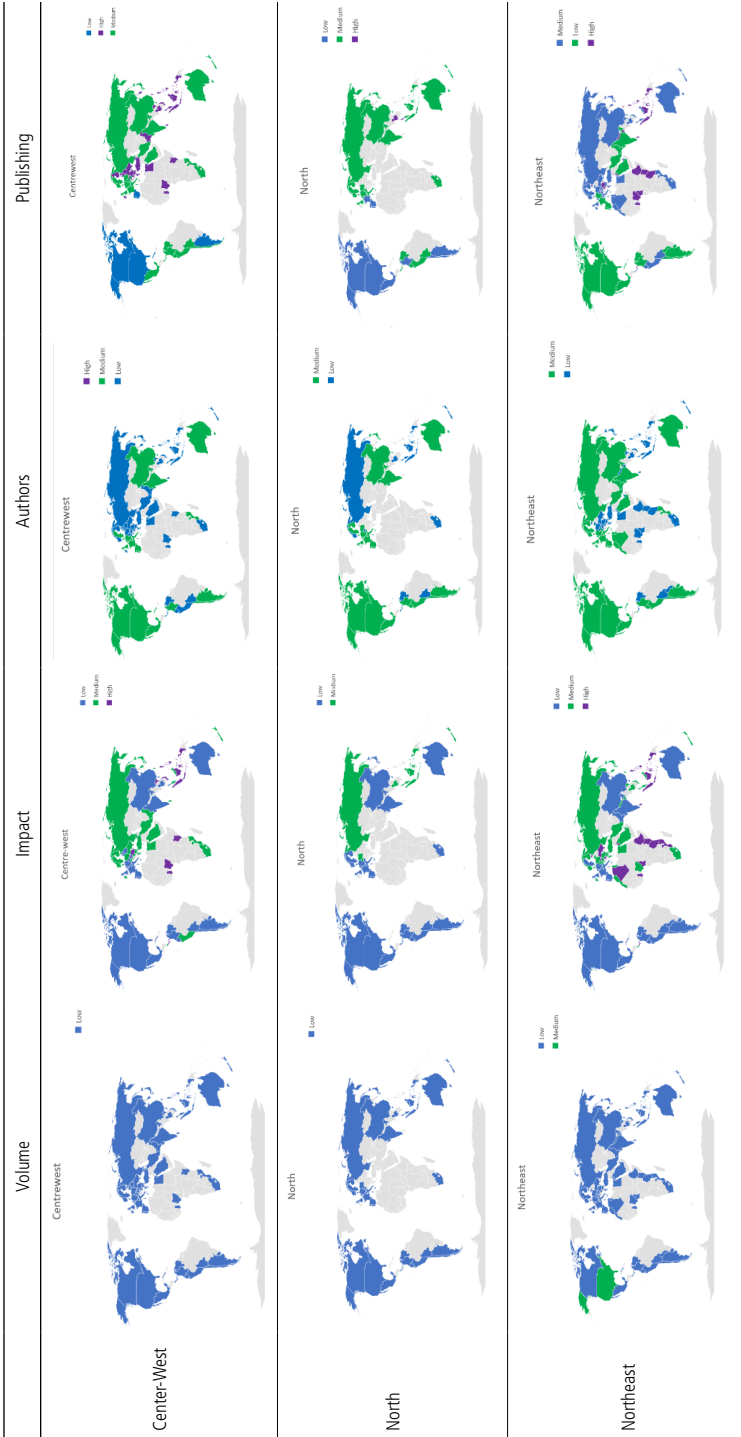 Volume
Impact
Authors
Publishing
Center-West
Centrewest
Low
Centre-west
Low
Medium
High
Centrewest
High
Medium
Low
Centrewest
Low
High
Medium
North
North
Low
North
Low
Medium
North
Medium
Low
North
Low
Medium
High
Northeast
Northeast
Low
Medium
Northeast
Low
Medium
High
Northeast
Medium
Low
Northeast
Medium
Low
High